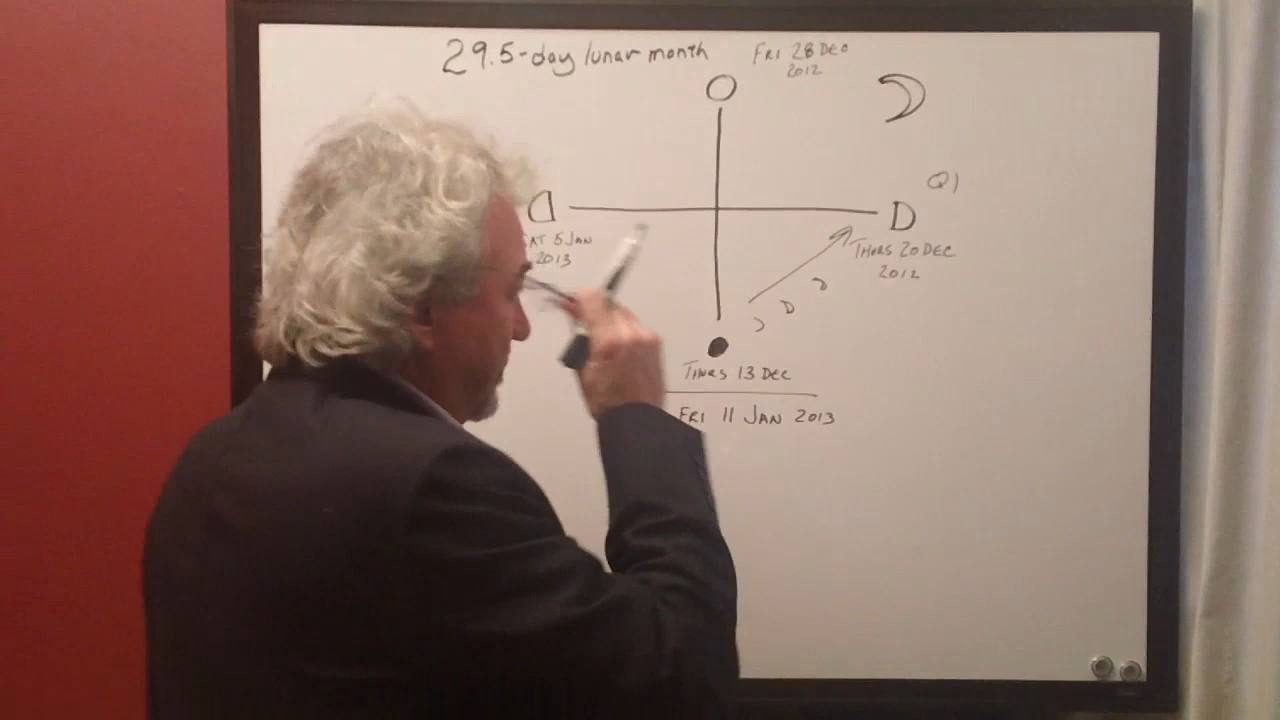 29.5-day lunar month
FRI 28 DEC
2012
Q1
SAT 5 JAN
2013
THURS 20 DEC
2012
THURS 13 DEC
FRI 11 JAN 2013